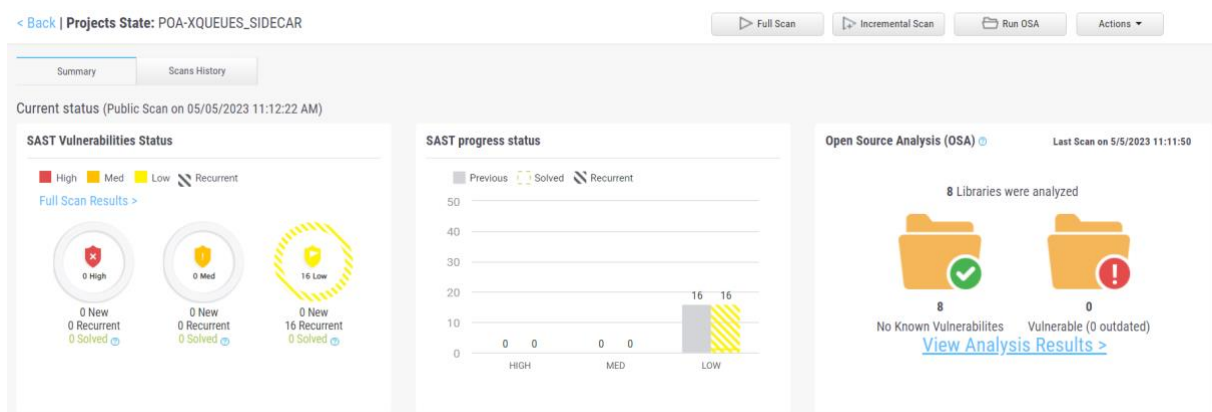 < Back | Projects State: POA-XQUEUES_SIDECAR
Full Scan
Incremental Scan
Run OSA
Actions
Summary
Scans History
Current status (Public Scan on 05/05/2023 11:12:22 AM)
SAST Vulnerabilities Status
High Med Low Recurrent
Full Scan Results >
0 High
0 New
0 Recurrent
0 Solved
0 Med
0 New
0 Recurrent
0 Solved
16 Low
0 New
16 Recurrent
0 Solved
SAST progress status
Previous Solved Recurrent
50
40
30
20
10
0
0 0
0 0
16 16
HIGH MED LOW
Open Source Analysis (OSA) Last Scan on 5/5/2023 11:11:50
8 Libraries were analyzed
8
No Known Vulnerabilites
0
Vulnerable (0 outdated)
View Analysis Results >